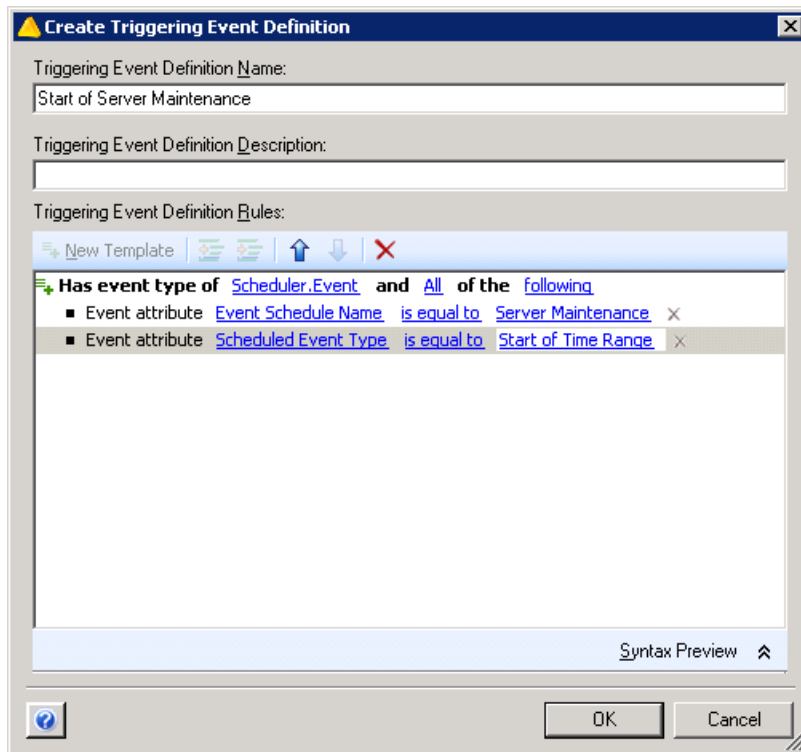 Create Triggering Event Definition
Triggering Event Definition Name:
Start of Server Maintenance
Triggering Event Definition Description:
Triggering Event Definition Rules:
New Template
Has event type of Scheduler.Event and All of the following
Event attribute Event Schedule Name is equal to Server Maintenance
Event attribute Scheduled Event Type is equal to Start of Time Range
Syntax Preview
OK Cancel